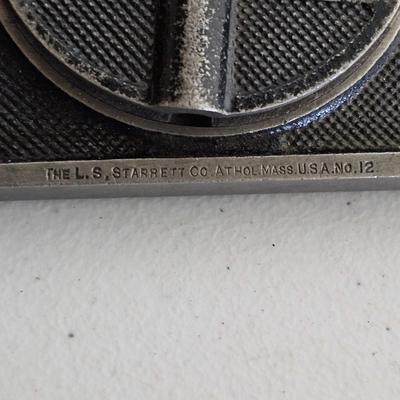 THE L.S. STARRETT CO. ATHOL. MASS. U.S.A. NO. 12.